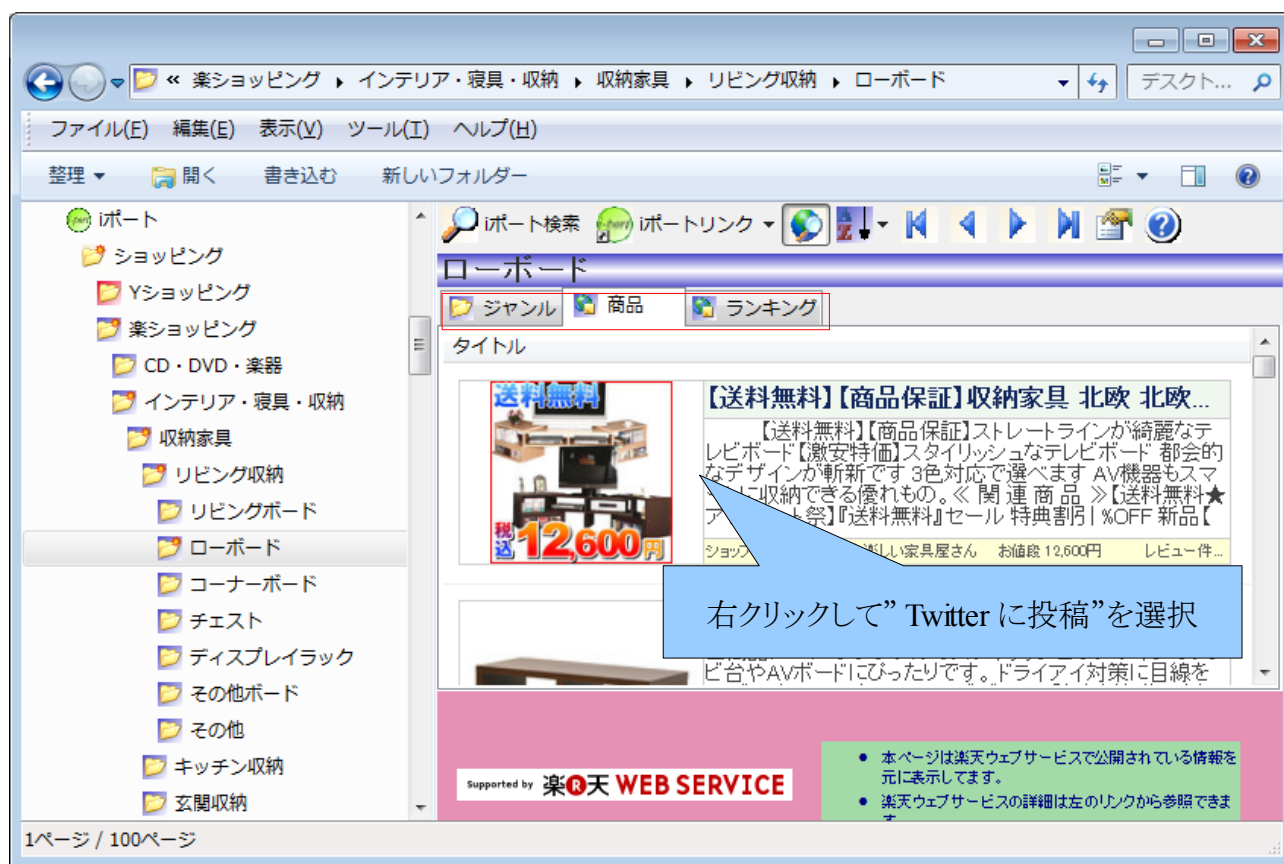 « 楽ショッピング ▶ インテリア・寝具・収納 ▶ 収納家具 ▶ リビング収納 ▶ ローボード
デスクト...
ファイル(F) 編集(E) 表示(V) ツール(T) ヘルプ(H)
整理 開く 書き込む 新しいフォルダー
iポート
ショッピング
Yショッピング
楽ショッピング
CD・DVD・楽器
インテリア・寝具・収納
収納家具
リビング収納
リビングボード
ローボード
コーナーボード
チェスト
ディスプレイラック
その他ボード
その他
キッチン収納
玄関収納
iポート検索 iポートリンク
ローボード
ジャンル 商品 ランキング
タイトル
送料無料
税込12,600円
【送料無料】【商品保証】収納家具 北欧 北欧...
【送料無料】【商品保証】ストレートラインが綺麗なテ
レビボード【激安特価】スタイリッシュなテレビボード 都会的
なデザインが斬新です 3色対応で選べます AV機器もスマ
に収納できる優れもの。≪ 関 連 商 品 ≫【送料無料★
ア ト祭】『送料無料』セール 特典割引 %OFF 新品【
ショップ しい家具屋さん お値段 12,600円 レビュー件...
右クリックして” Twitter に投稿”を選択
ビ台やAVボードにぴったりです。ドライアイ対策に目線を
Supported by 楽天 WEB SERVICE
• 本ページは楽天ウェブサービスで公開されている情報を
元に表示してます。
• 楽天ウェブサービスの詳細は左のリンクから参照できま
す
1ページ / 100ページ